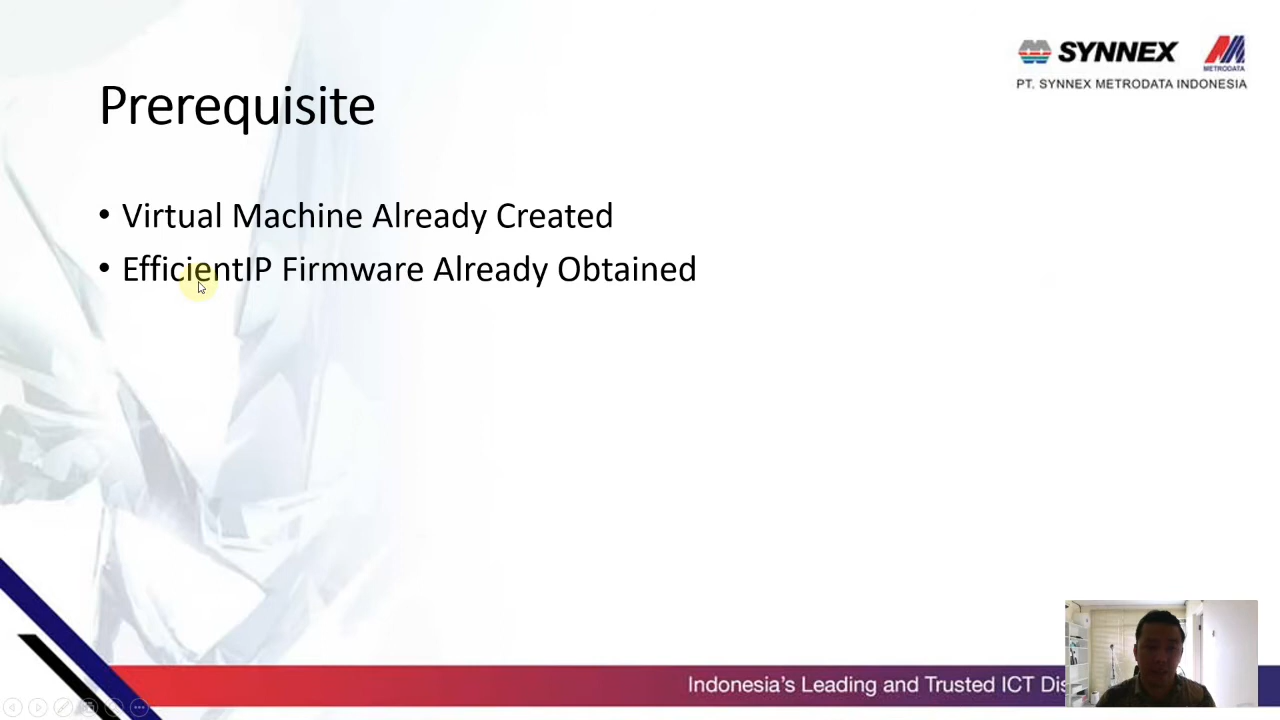 SYNNEX
METRODATA
PT. SYNNEX METRODATA INDONESIA
Prerequisite
• Virtual Machine Already Created
• EfficientIP Firmware Already Obtained
Indonesia's Leading and Trusted ICT